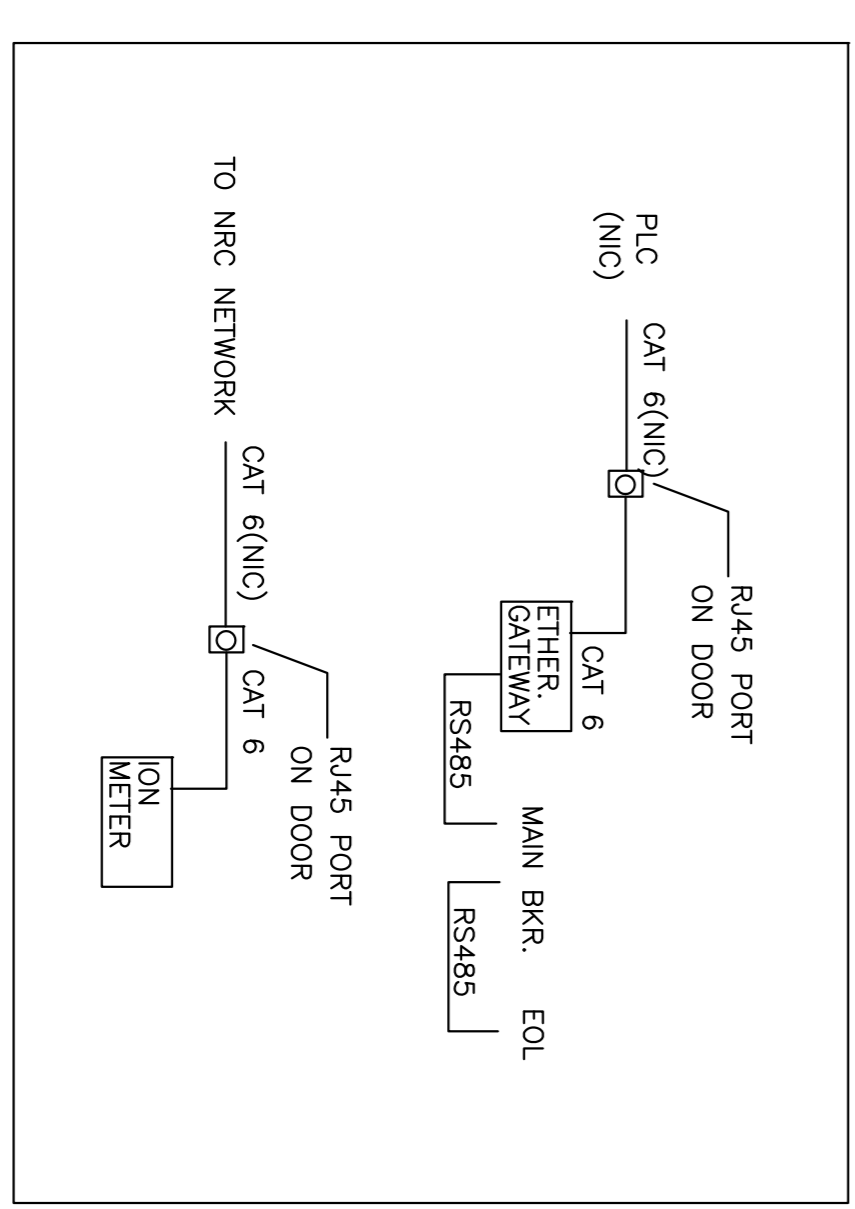 RJ45 PORT
ON DOOR
PLC
(NIC)
CAT 6(NIC)
CAT 6
ETHER.
GATEWAY
MAIN BKR.
EOL
RS485
RS485
RJ45 PORT
ON DOOR
TO NRC NETWORK
CAT 6(NIC)
CAT 6
ION
METER